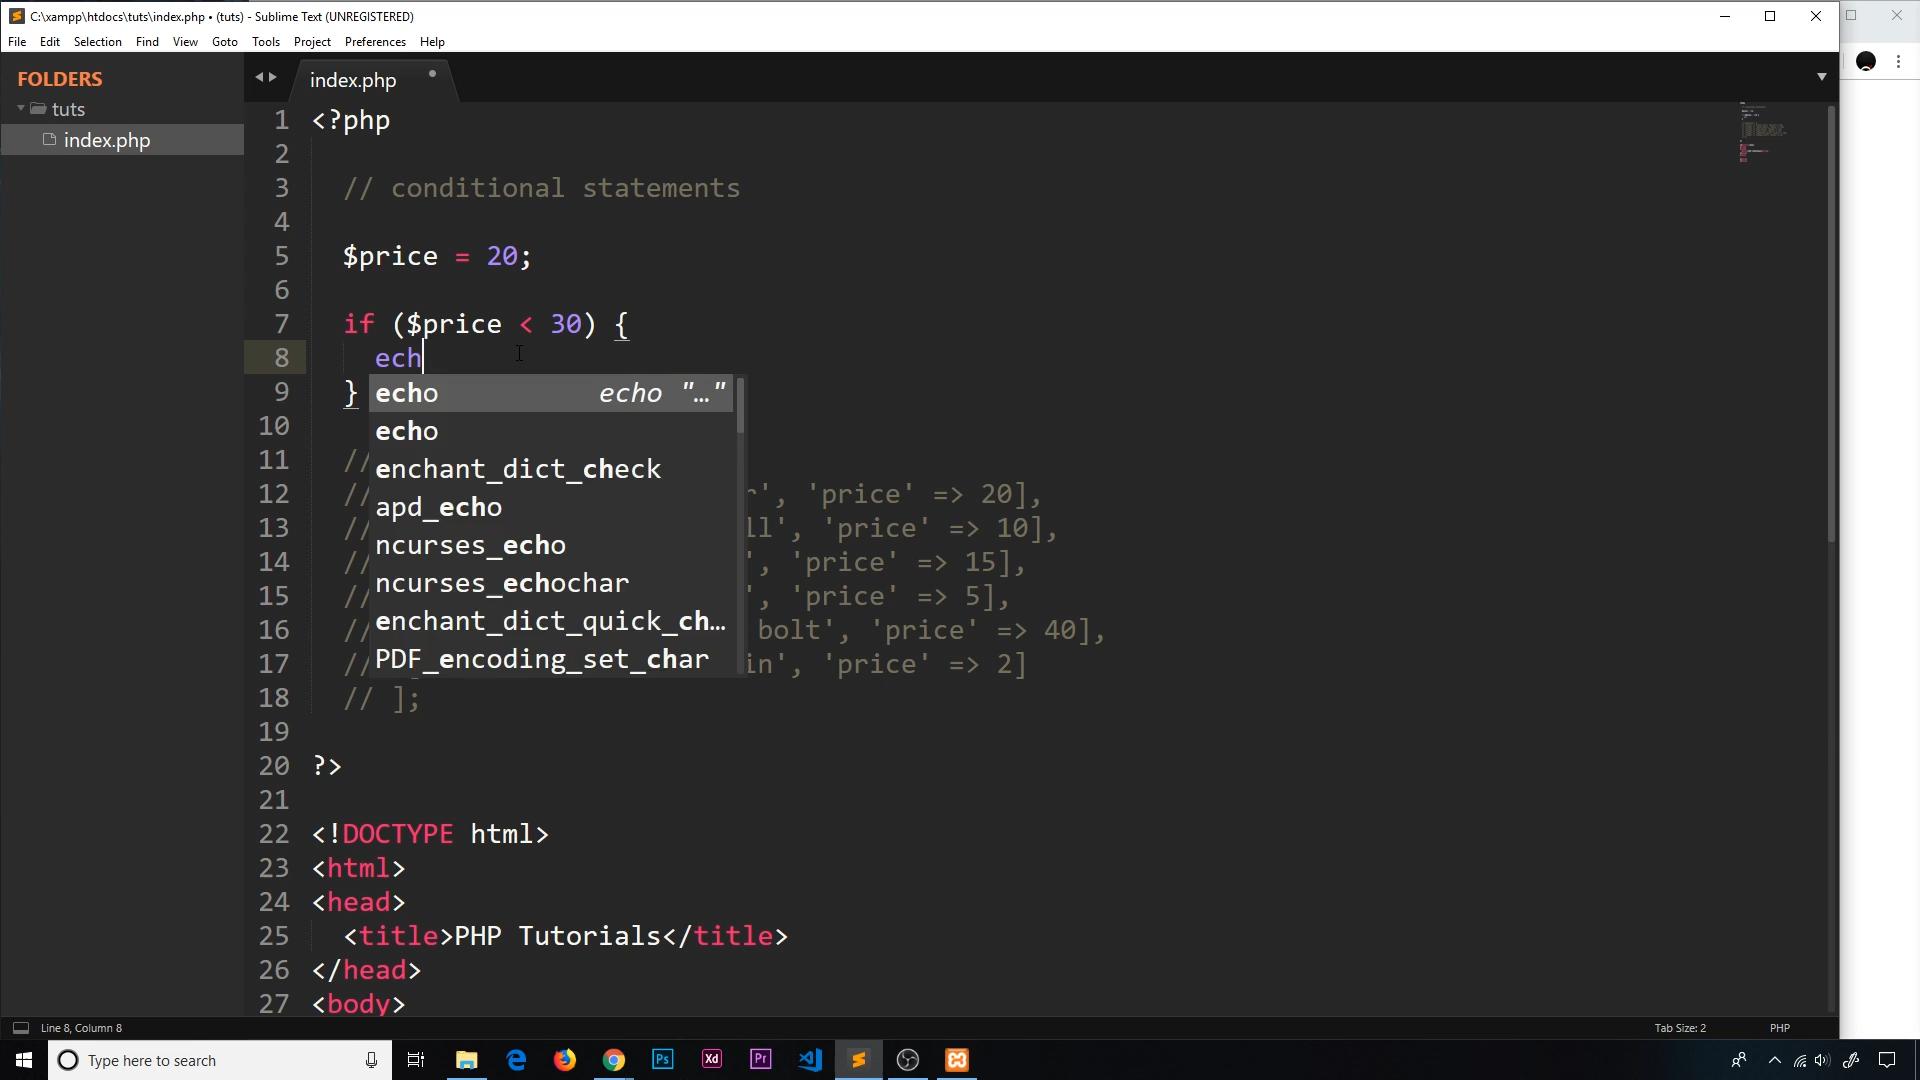 C:\xampp\htdocs\tuts\index.php • (tuts) - Sublime Text (UNREGISTERED)
File Edit Selection Find View Goto Tools Project Preferences Help
FOLDERS
tuts
index.php
index.php
1 <?php
2
3 // conditional statements
4
5 $price = 20;
6
7 if ($price < 30) {
8 ech
9 }
echo echo "…"
echo
enchant_dict_check
apd_echo
ncurses_echo
ncurses_echochar
enchant_dict_quick_ch…
PDF_encoding_set_char
10
11 //
12 // r', 'price' => 20],
13 // ll', 'price' => 10],
14 // ', 'price' => 15],
15 // ', 'price' => 5],
16 // bolt', 'price' => 40],
17 // in', 'price' => 2]
18 // ];
19
20 ?>
21
22 <!DOCTYPE html>
23 <html>
24 <head>
25 <title>PHP Tutorials</title>
26 </head>
27 <body>
Line 8, Column 8 Tab Size: 2 PHP
Type here to search
Ps Xd Pr